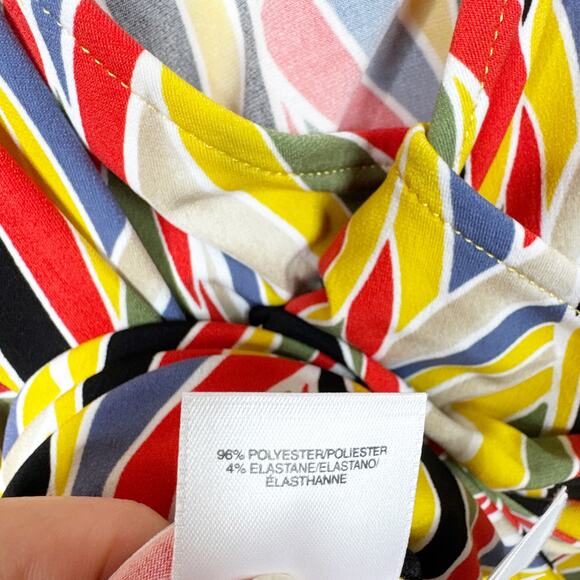 96% POLYESTER/POLIESTER
4% ELASTANE/ELASTANO/
ÉLASTHANNE